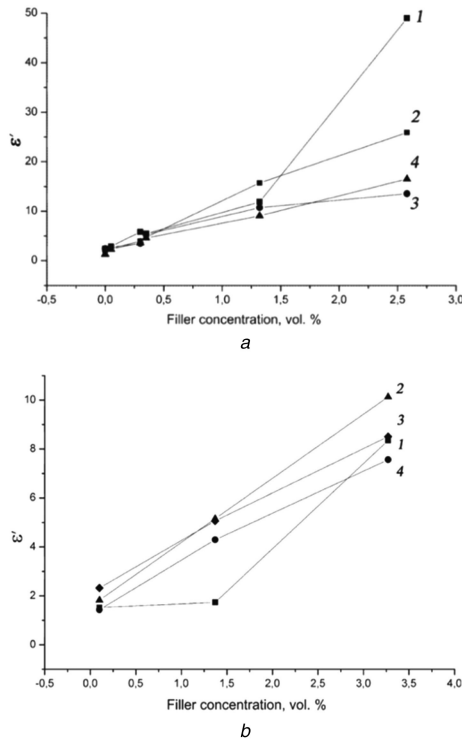 50
40
30
20
10
0
ε′
1
2
4
3
-0,5 0,0 0,5 1,0 1,5 2,0 2,5 3,0
Filler concentration, vol. %
a
10
8
6
4
2
0
ε′
2
3
1
4
-0,5 0,0 0,5 1,0 1,5 2,0 2,5 3,0 3,5 4,0
Filler concentration, vol. %
b